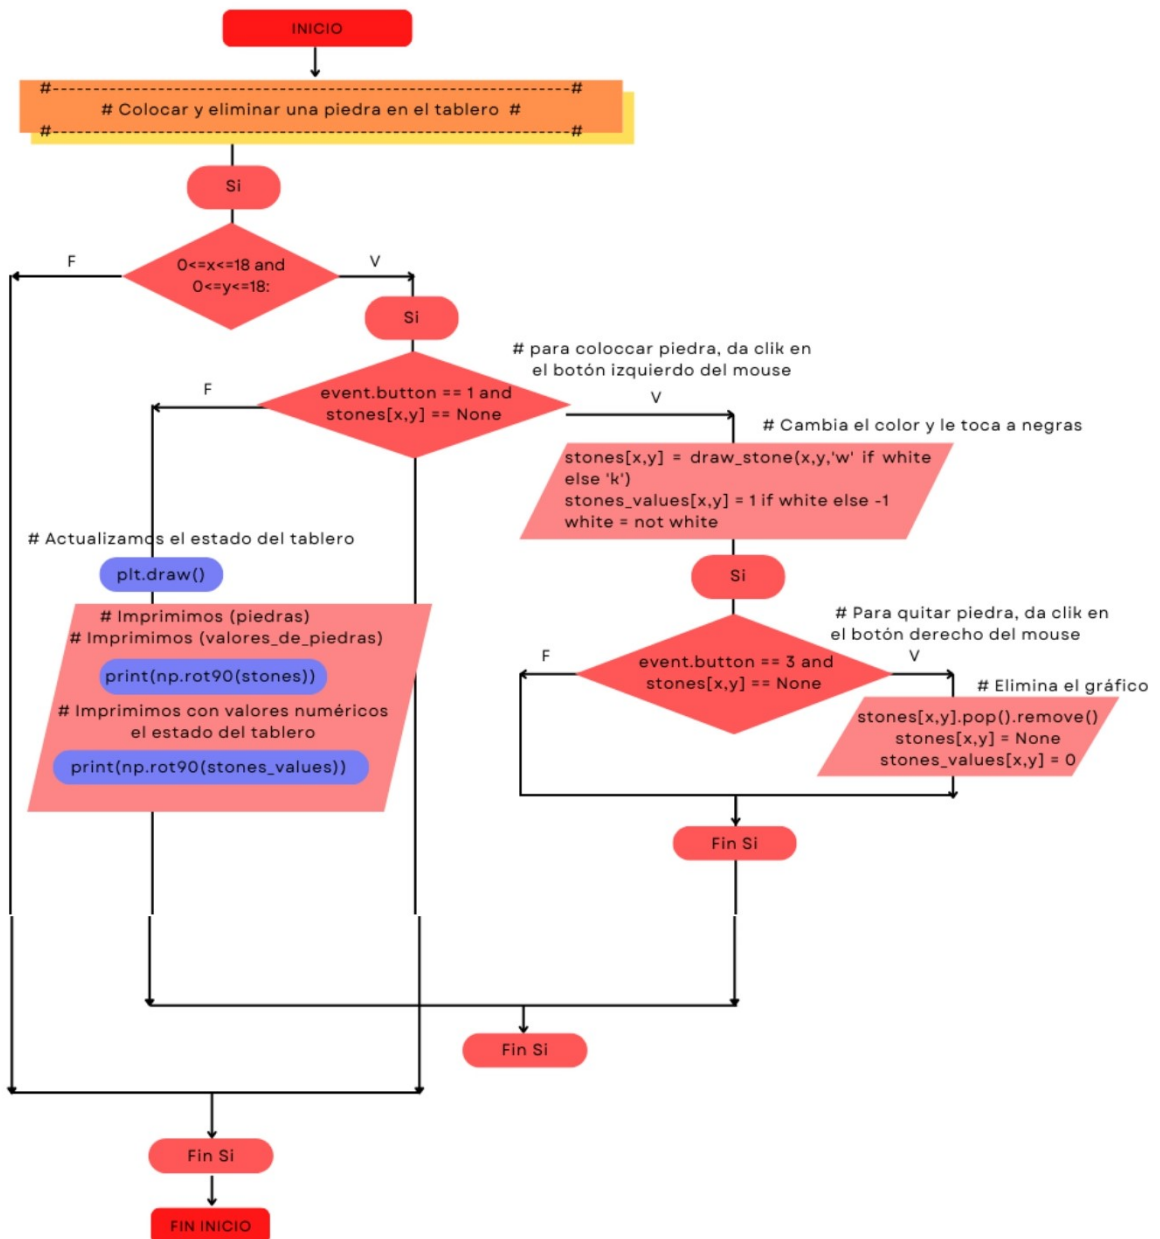 INICIO
#----------------------------------------------------#
# Colocar y eliminar una piedra en el tablero #
#----------------------------------------------------#
Si
F
0<=x<=18 and
0<=y<=18:
V
Si
# para coloccar piedra, da clik en
el botón izquierdo del mouse
F
event.button == 1 and
stones[x,y] == None
V
# Cambia el color y le toca a negras
stones[x,y] = draw_stone(x,y,'w' if white
else 'k')
stones_values[x,y] = 1 if white else -1
white = not white
# Actualizamos el estado del tablero
plt.draw()
# Imprimimos (piedras)
# Imprimimos (valores_de_piedras)
print(np.rot90(stones))
# Imprimimos con valores numéricos
el estado del tablero
print(np.rot90(stones_values))
Si
# Para quitar piedra, da clik en
el botón derecho del mouse
F
event.button == 3 and
stones[x,y] == None
V
# Elimina el gráfico
stones[x,y].pop().remove()
stones[x,y] = None
stones_values[x,y] = 0
Fin Si
Fin Si
Fin Si
FIN INICIO